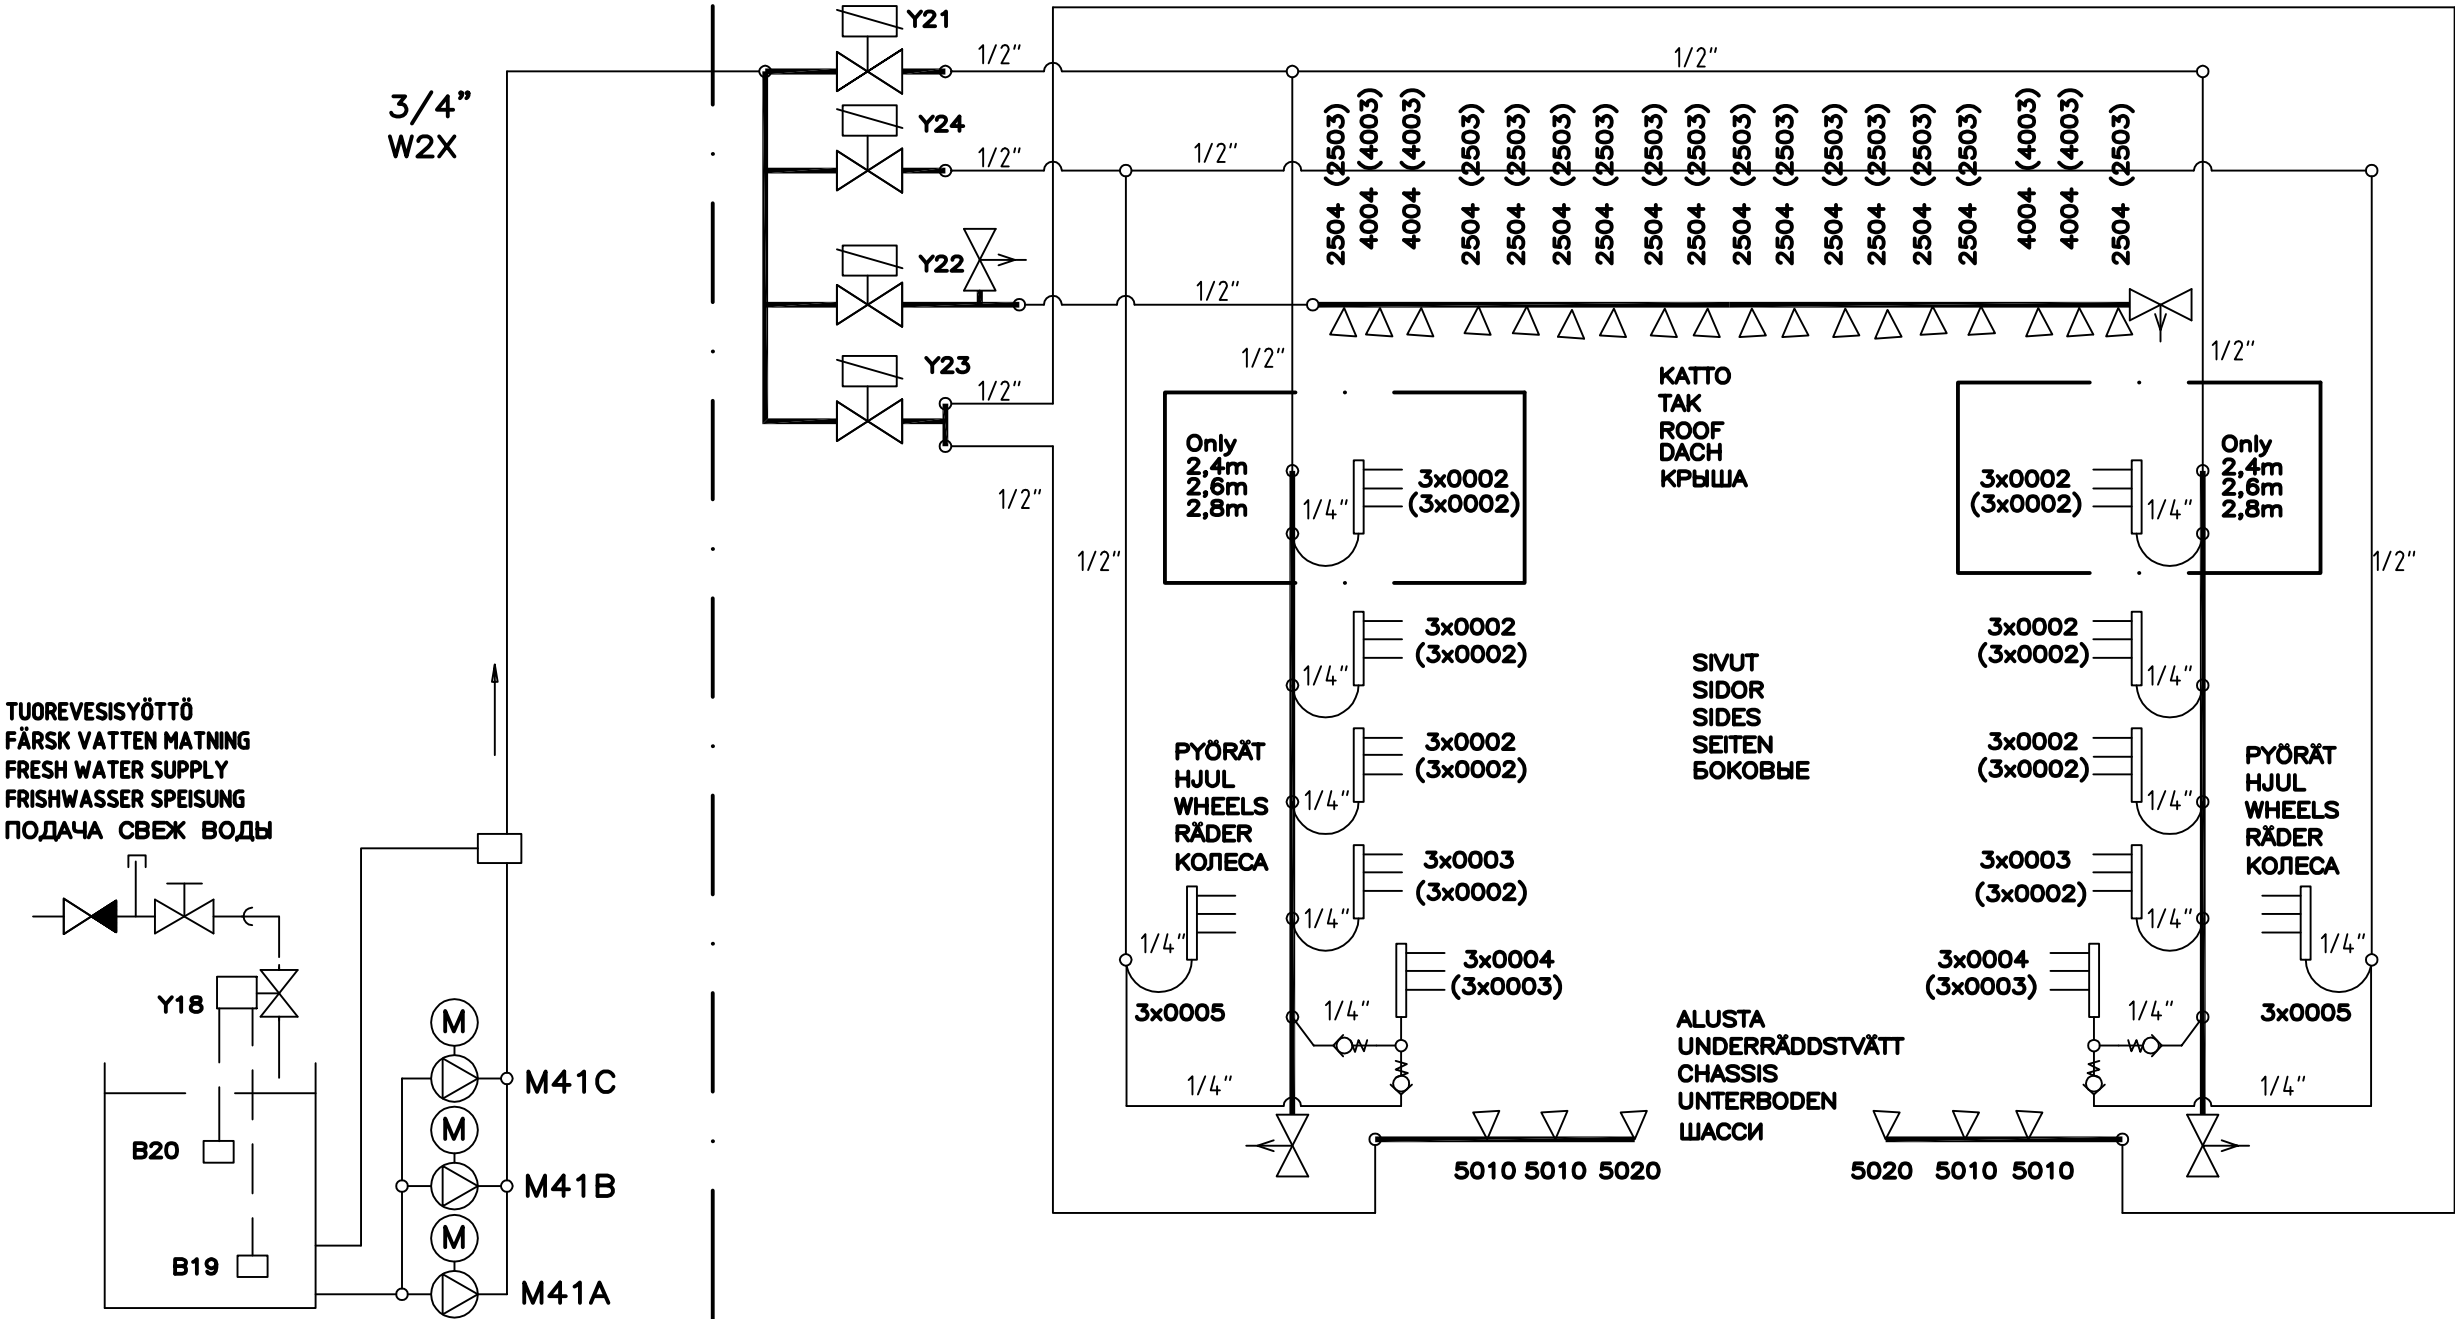 Y21
1/2"
1/2"
3/4"
W2X
Y24
1/2"
1/2"
2504 (2503)
4004 (4003)
4004 (4003)
2504 (2503)
2504 (2503)
2504 (2503)
2504 (2503)
2504 (2503)
2504 (2503)
2504 (2503)
2504 (2503)
2504 (2503)
2504 (2503)
2504 (2503)
2504 (2503)
4004 (4003)
4004 (4003)
2504 (2503)
Y22
1/2"
Y23
1/2"
1/2"
1/2"
1/2"
KATTO
TAK
ROOF
DACH
КРЫША
Only
2,4m
2,6m
2,8m
1/4"
3x0002
(3x0002)
3x0002
(3x0002)
1/4"
Only
2,4m
2,6m
2,8m
1/2"
1/2"
1/4"
3x0002
(3x0002)
SIVUT
SIDOR
SIDES
SEITEN
БОКОВЫЕ
3x0002
(3x0002)
1/4"
TUOREVESISYÖTTÖ
FÄRSK VATTEN MATNING
FRESH WATER SUPPLY
FRISHWASSER SPEISUNG
ПОДАЧА СВЕЖ ВОДЫ
PYÖRÄT
HJUL
WHEELS
RÄDER
КОЛЕСА
1/4"
3x0002
(3x0002)
3x0002
(3x0002)
1/4"
PYÖRÄT
HJUL
WHEELS
RÄDER
КОЛЕСА
1/4"
3x0003
(3x0002)
3x0003
(3x0002)
1/4"
1/4"
3x0005
3x0004
(3x0003)
1/4"
3x0004
(3x0003)
1/4"
1/4"
3x0005
Y18
M
M41C
M
M41B
M
M41A
B20
B19
1/4"
ALUSTA
UNDERRÄDDSTVÄTT
CHASSIS
UNTERBODEN
ШАССИ
1/4"
5010 5010 5020
5020 5010 5010